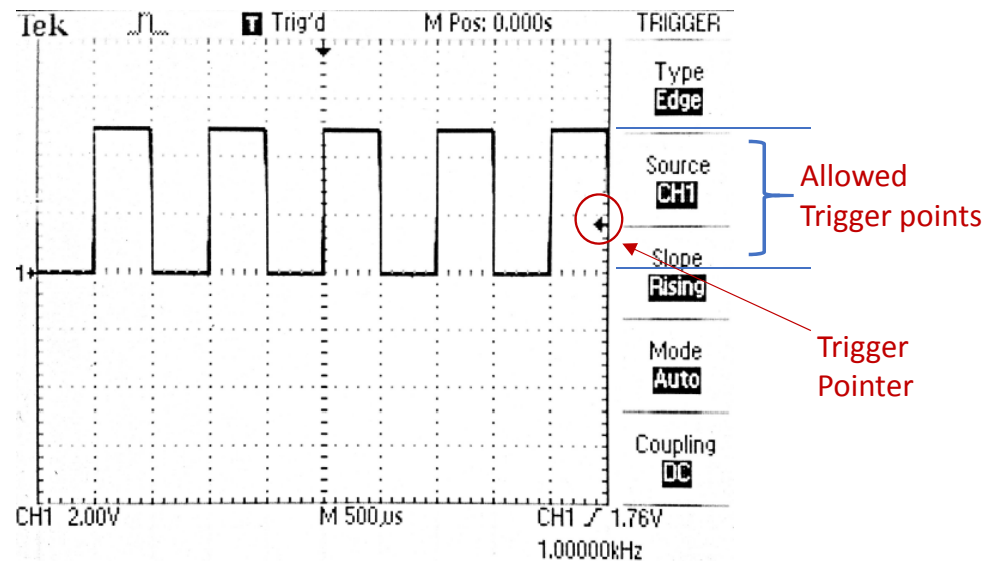 Tek T Trig'd M Pos: 0.000s TRIGGER
Type
Edge
Source
CH1
Allowed
Trigger points
Slope
Rising
1
Mode
Auto
Trigger
Pointer
Coupling
DC
CH1 2.00V M 500µs CH1 1.76V
1.00000kHz